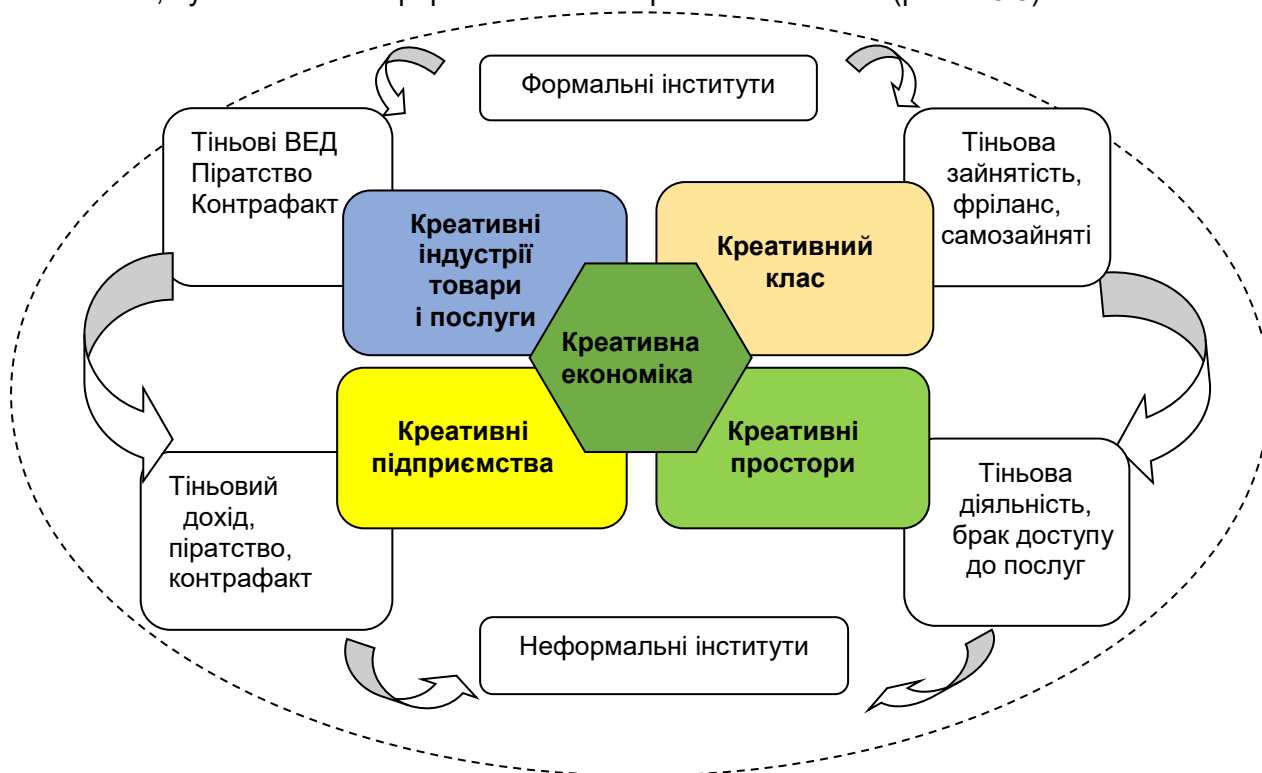 Формальні інститути
Тіньові ВЕД
Піратство
Контрафакт
Тіньова
зайнятість,
фріланс,
самозайняті
Креативні
індустрії
товари
і послуги
Креативний
клас
Креативна
економіка
Креативні
підприємства
Креативні
простори
Тіньовий
дохід,
піратство,
контрафакт
Тіньова
діяльність,
брак доступу
до послуг
Неформальні інститути